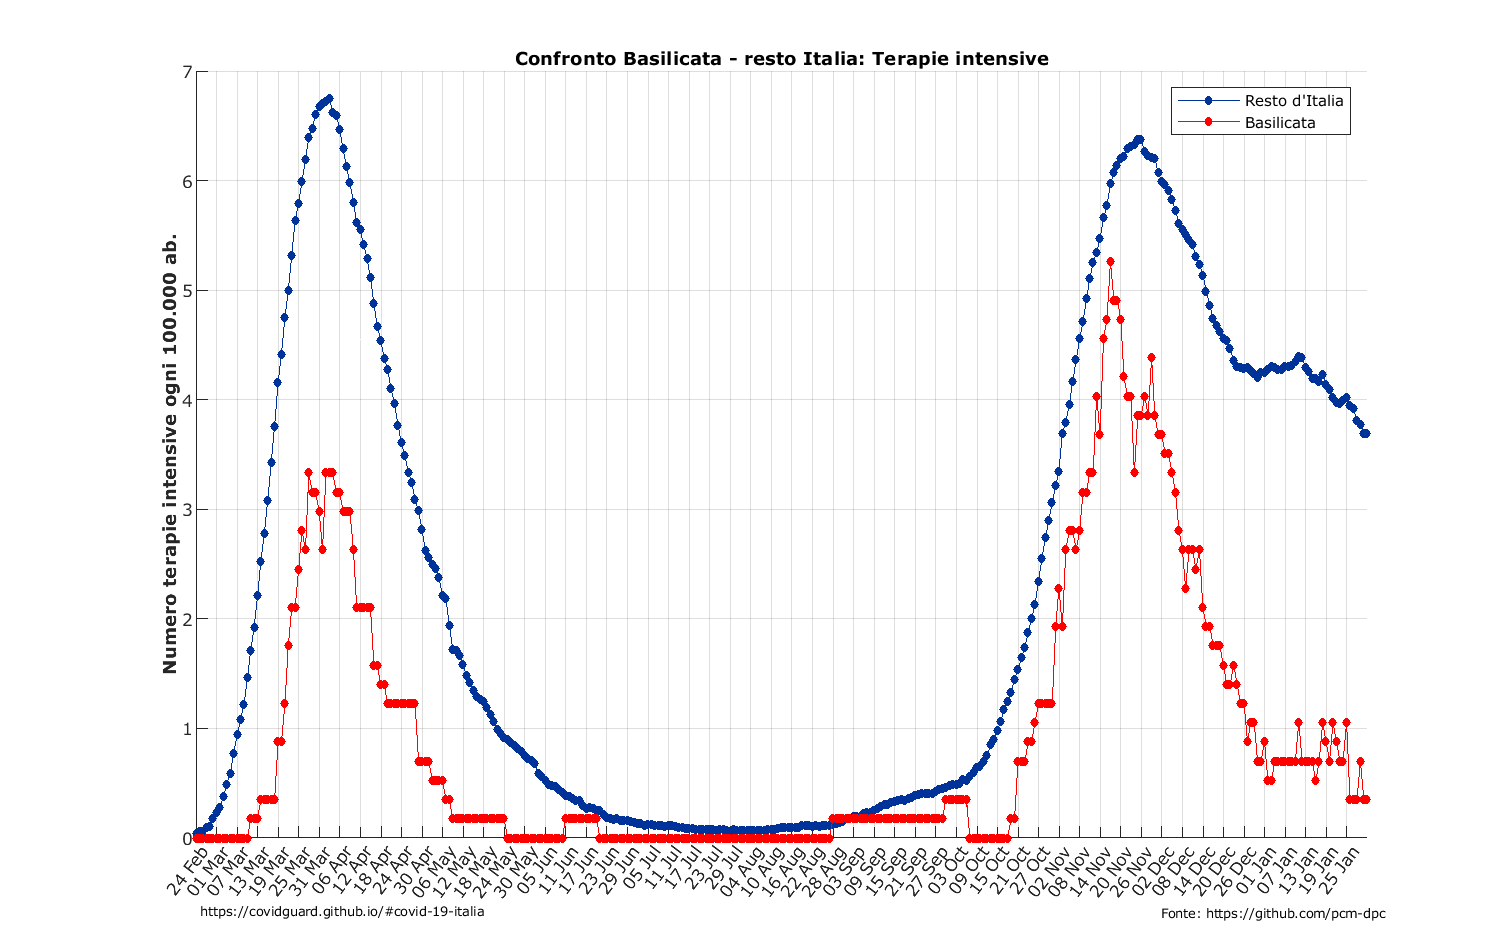 Confronto Basilicata - resto Italia: Terapie intensive
Resto d'Italia
Basilicata
Numero terapie intensive ogni 100.000 ab.
7
6
5
4
3
2
1
0
24 Feb
01 Mar
07 Mar
13 Mar
19 Mar
25 Mar
31 Mar
06 Apr
12 Apr
18 Apr
24 Apr
30 Apr
06 May
12 May
18 May
24 May
30 May
05 Jun
11 Jun
17 Jun
23 Jun
29 Jun
05 Jul
11 Jul
17 Jul
23 Jul
29 Jul
04 Aug
10 Aug
16 Aug
22 Aug
28 Aug
03 Sep
09 Sep
15 Sep
21 Sep
27 Sep
03 Oct
09 Oct
15 Oct
21 Oct
27 Oct
02 Nov
08 Nov
14 Nov
20 Nov
26 Nov
02 Dec
08 Dec
14 Dec
20 Dec
26 Dec
01 Jan
07 Jan
13 Jan
19 Jan
25 Jan
https://covidguard.github.io/#covid-19-italia
Fonte: https://github.com/pcm-dpc